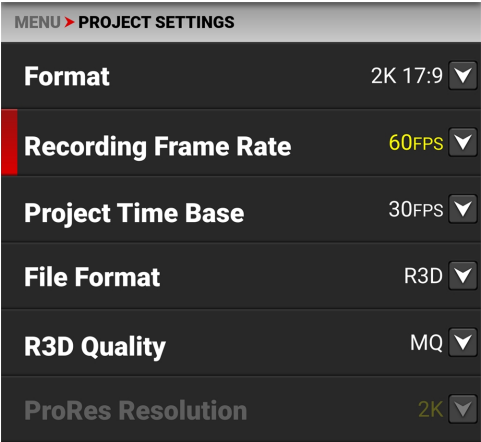 MENU > PROJECT SETTINGS
Format 2K 17:9
Recording Frame Rate 60FPS
Project Time Base 30FPS
File Format R3D
R3D Quality MQ
ProRes Resolution 2K